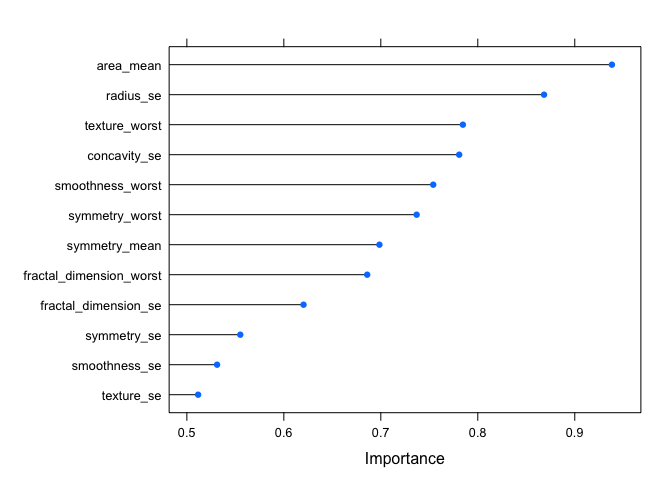 area_mean
radius_se
texture_worst
concavity_se
smoothness_worst
symmetry_worst
symmetry_mean
fractal_dimension_worst
fractal_dimension_se
symmetry_se
smoothness_se
texture_se
0.5 0.6 0.7 0.8 0.9
Importance